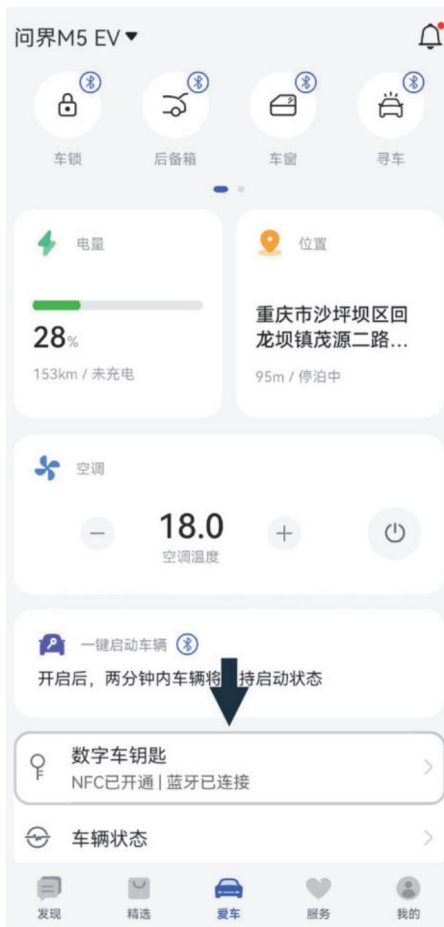 问界M5 EV
车锁
后备箱
车窗
寻车
电量
28%
153km / 未充电
位置
重庆市沙坪坝区回
龙坝镇茂源二路...
95m / 停泊中
空调
18.0
空调温度
一键启动车辆
开启后，两分钟内车辆将 持启动状态
数字车钥匙
NFC已开通 | 蓝牙已连接
车辆状态
发现
精选
爱车
服务
我的